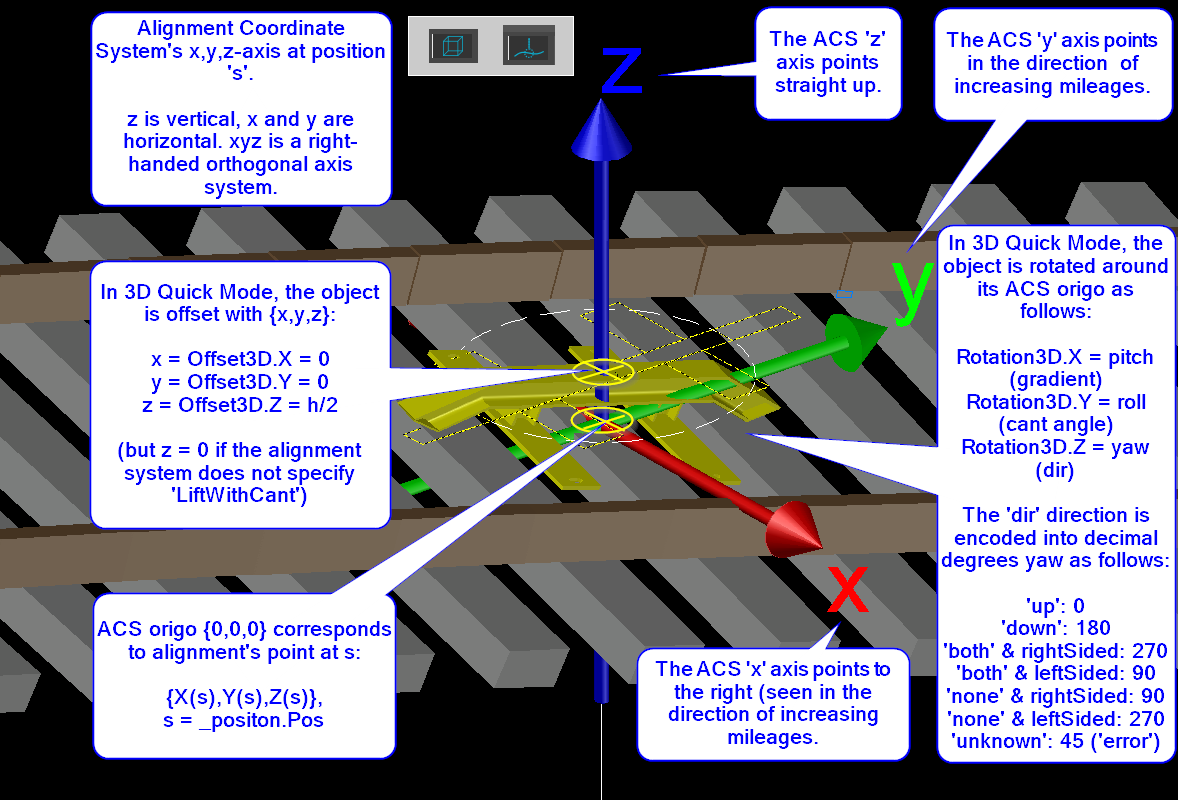 Alignment Coordinate
System's x,y,z-axis at position
's'.
z is vertical, x and y are
horizontal. xyz is a right-
handed orthogonal axis
system.
z
The ACS 'z'
axis points
straight up.
The ACS 'y' axis points
in the direction of
increasing mileages.
In 3D Quick Mode, the object
is offset with {x,y,z}:
x = Offset3D.X = 0
y = Offset3D.Y = 0
z = Offset3D.Z = h/2
(but z = 0 if the alignment
system does not specify
'LiftWithCant')
y
In 3D Quick Mode, the
object is rotated around
its ACS origo as
follows:
Rotation3D.X = pitch
(gradient)
Rotation3D.Y = roll
(cant angle)
Rotation3D.Z = yaw
(dir)
The 'dir' direction is
encoded into decimal
degrees yaw as follows:
'up': 0
'down': 180
'both' & rightSided: 270
'both' & leftSided: 90
'none' & rightSided: 90
'none' & leftSided: 270
'unknown': 45 ('error')
x
ACS origo {0,0,0} corresponds
to alignment's point at s:
{X(s),Y(s),Z(s)},
s = _positon.Pos
The ACS 'x' axis points to
the right (seen in the
direction of increasing
mileages.